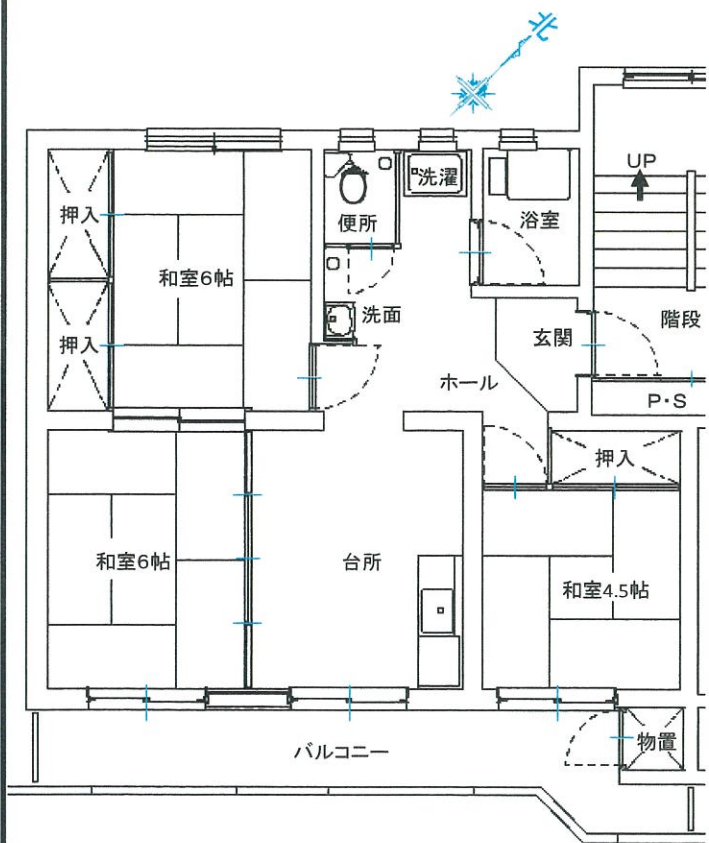 北
UP
押入
便所
洗濯
浴室
和室6帖
洗面
階段
押入
玄関
ホール
P・S
押入
和室6帖
台所
和室4.5帖
バルコニー
物置